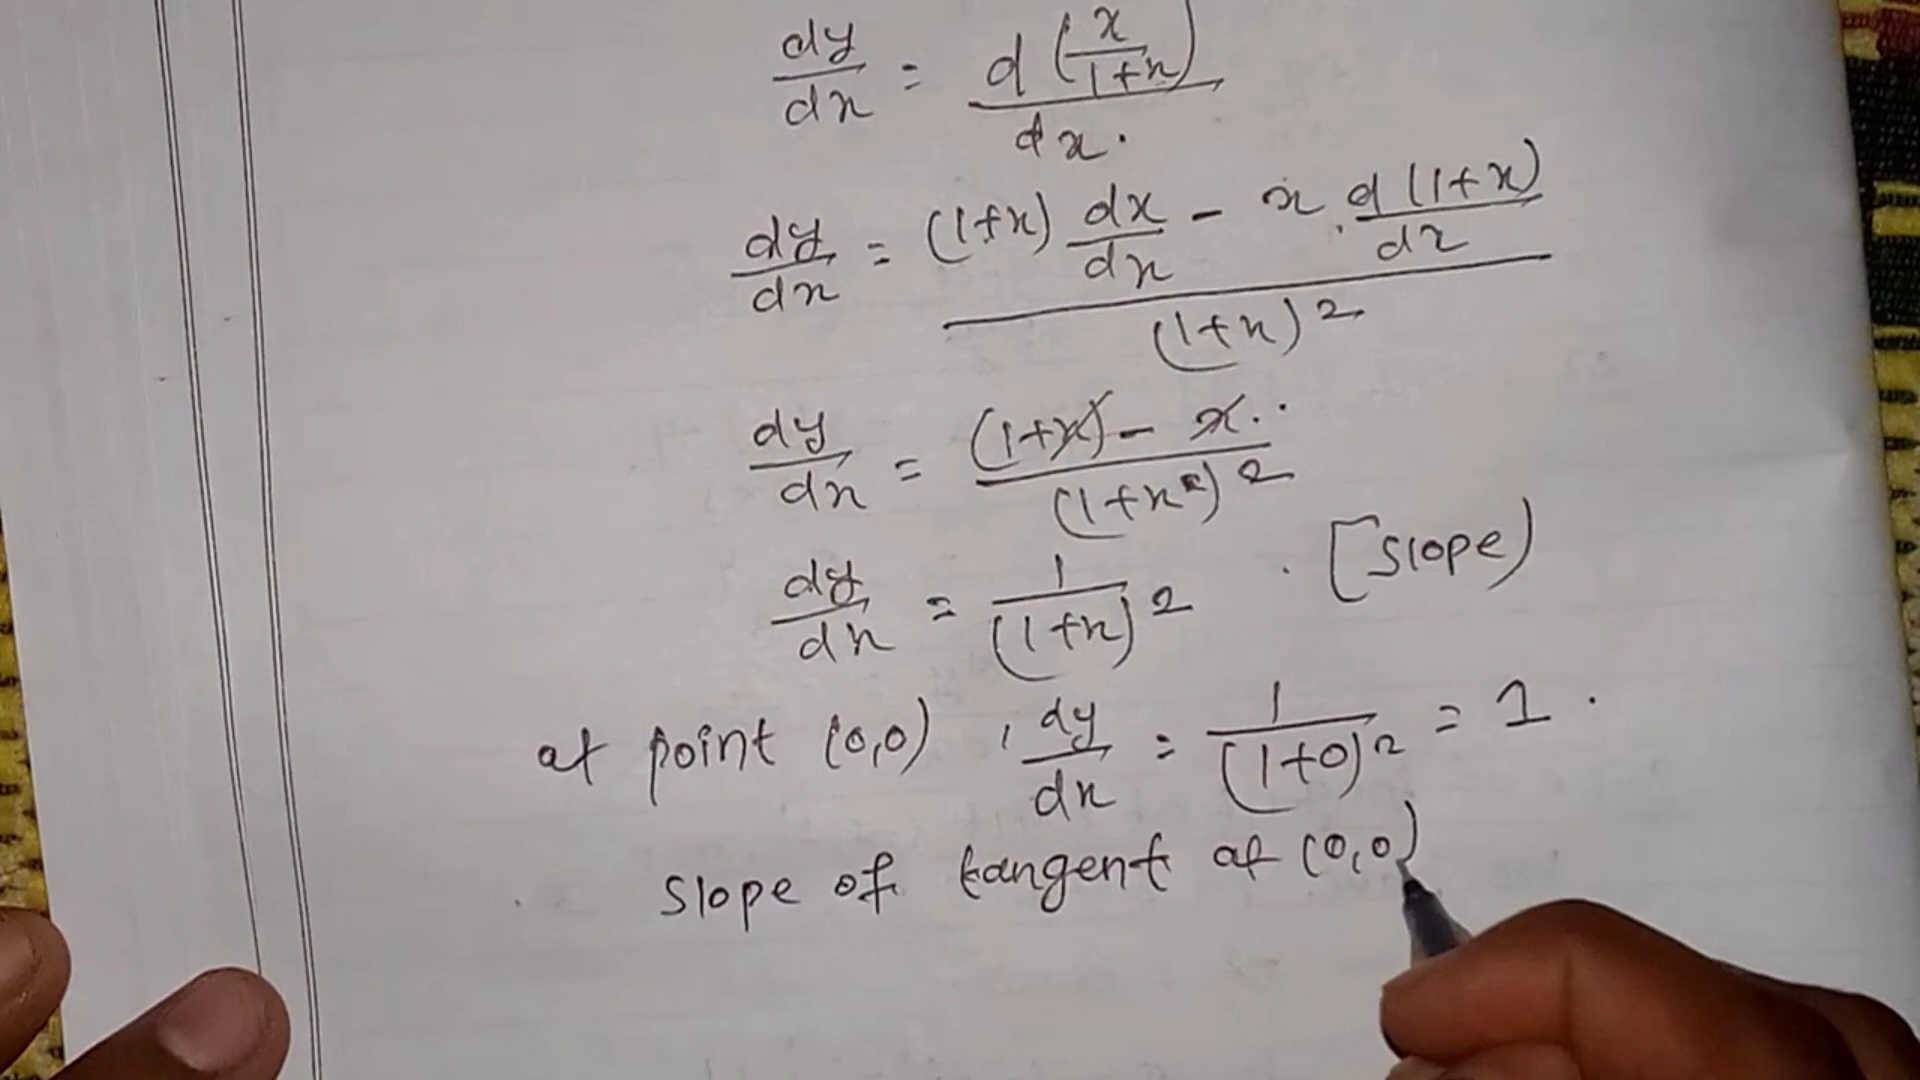 dy/dx = d(x/1+x)/dx.
dy/dx = (1+x) dx/dx - x . d(1+x)/dx / (1+x)²
dy/dx = (1+x) - x.. / (1+x²)²
dy/dx = 1/(1+x)² . [slope)
at point (0,0) , dy/dx = 1/(1+0)² = 1 .
slope of tangent at (0,0)